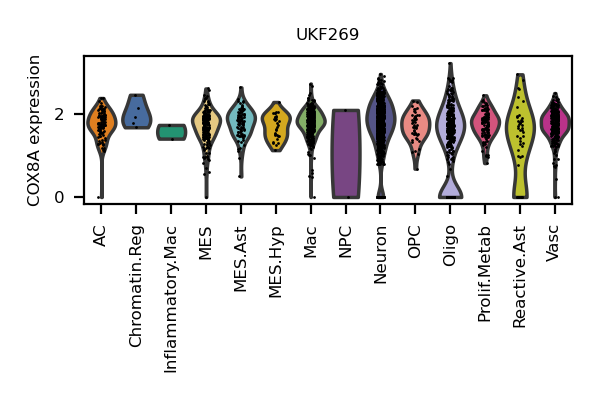 UKF269
COX8A expression
2
0
AC
Chromatin.Reg
Inflammatory.Mac
MES
MES.Ast
MES.Hyp
Mac
NPC
Neuron
OPC
Oligo
Prolif.Metab
Reactive.Ast
Vasc